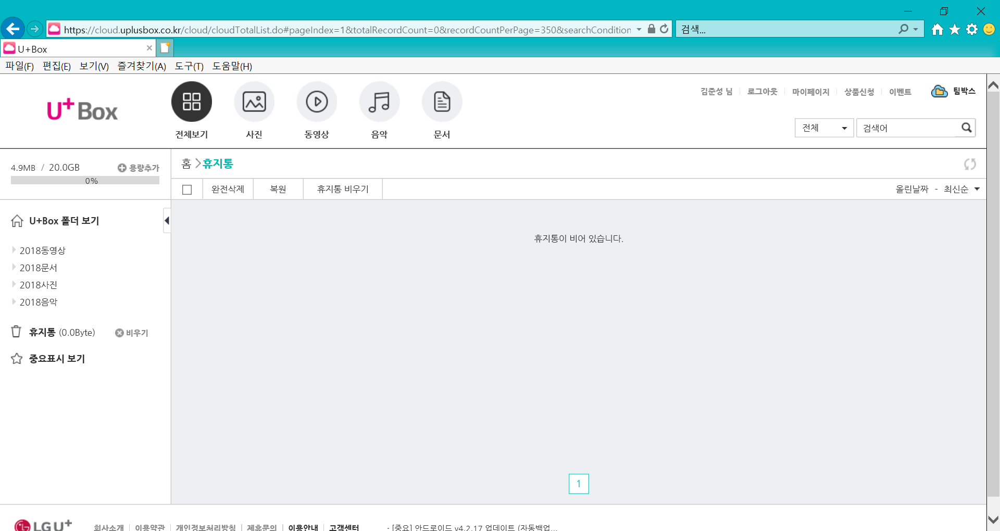 https://cloud.uplusbox.co.kr/cloud/cloudTotalList.do#pageIndex=1&totalRecordCount=0&recordCountPerPage=350&searchCondition
검색...
U+Box
파일(F) 편집(E) 보기(V) 즐겨찾기(A) 도구(T) 도움말(H)
김준성 님 로그아웃 마이페이지 상품신청 이벤트 팀박스
U+ Box
전체보기 사진 동영상 음악 문서
전체 검색어
4.9MB / 20.0GB 용량추가
0%
홈 휴지통
완전삭제 복원 휴지통 비우기
올린날짜 - 최신순
U+Box 폴더 보기
2018동영상
2018문서
2018사진
2018음악
휴지통 (0.0Byte) 비우기
중요표시 보기
휴지통이 비어 있습니다.
1
LG U+
회사소개 이용약관 개인정보처리방침 제휴문의 이용안내 고객센터
- [중요] 안드로이드 v4.2.17 업데이트 (자동백업...